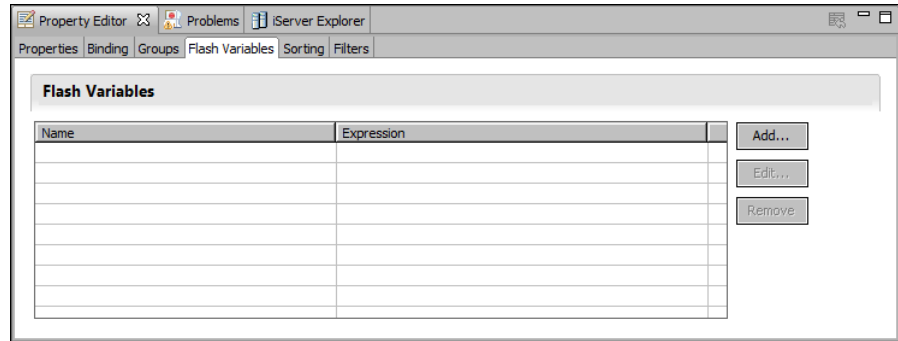 Property Editor Problems iServer Explorer
Properties Binding Groups Flash Variables Sorting Filters
Flash Variables
Name Expression
Add...
Edit...
Remove